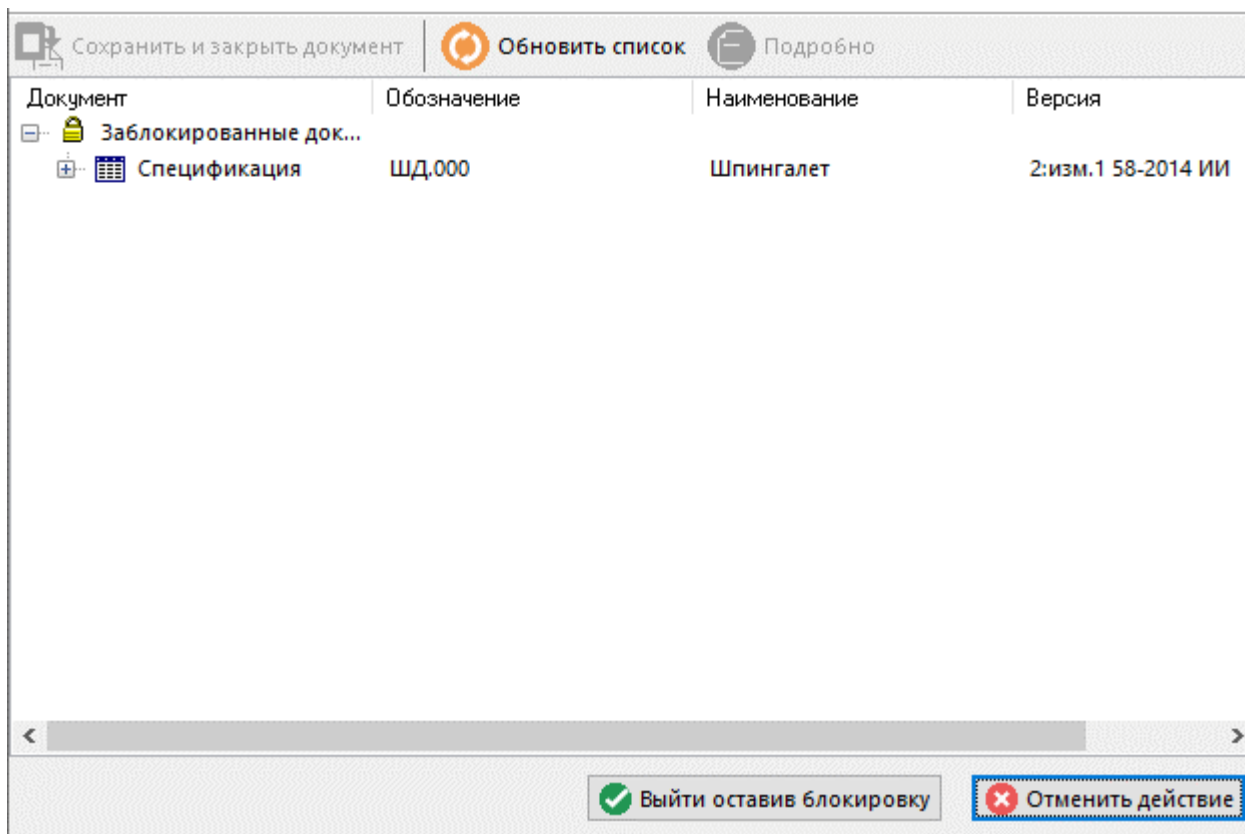 Сохранить и закрыть документ Обновить список Подробно
Документ Обозначение Наименование Версия
Заблокированные док...
Спецификация ШД.000 Шпингалет 2:изм.1 58-2014 ИИ
Выйти оставив блокировку Отменить действие